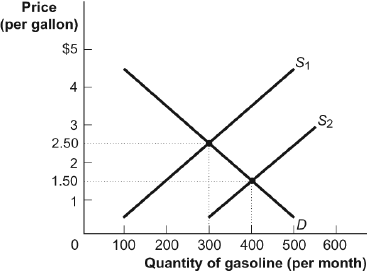 Price
(per gallon)
$5
S1
4
3
S2
2.50
2
1.50
1
D
0 100 200 300 400 500 600
Quantity of gasoline (per month)